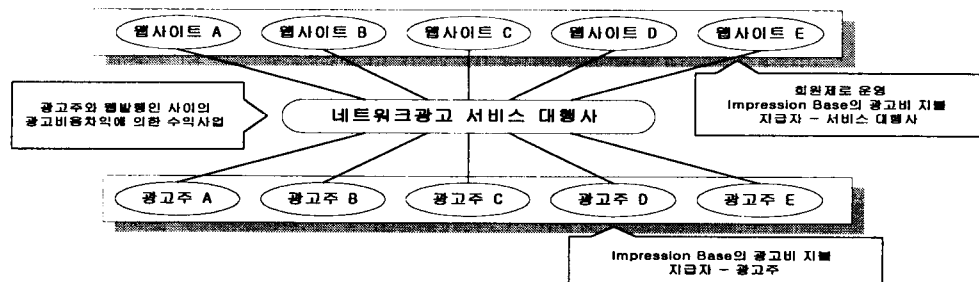 웹사이트 A 웹사이트 B 웹사이트 C 웹사이트 D 웹사이트 E
광고주와 웹발행인 사이의
광고비용차익에 의한 수익사업
네트워크광고 서비스 대행사
회원제로 운영
Impression Base의 광고비 지불
지급자 - 서비스 대행사
광고주 A 광고주 B 광고주 C 광고주 D 광고주 E
Impression Base의 광고비 지불
지급자 - 광고주